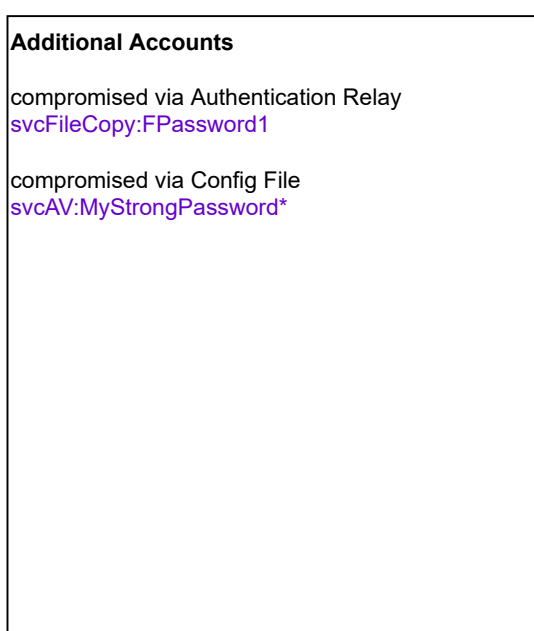 Additional Accounts
compromised via Authentication Relay
svcFileCopy:FPassword1
compromised via Config File
svcAV:MyStrongPassword*